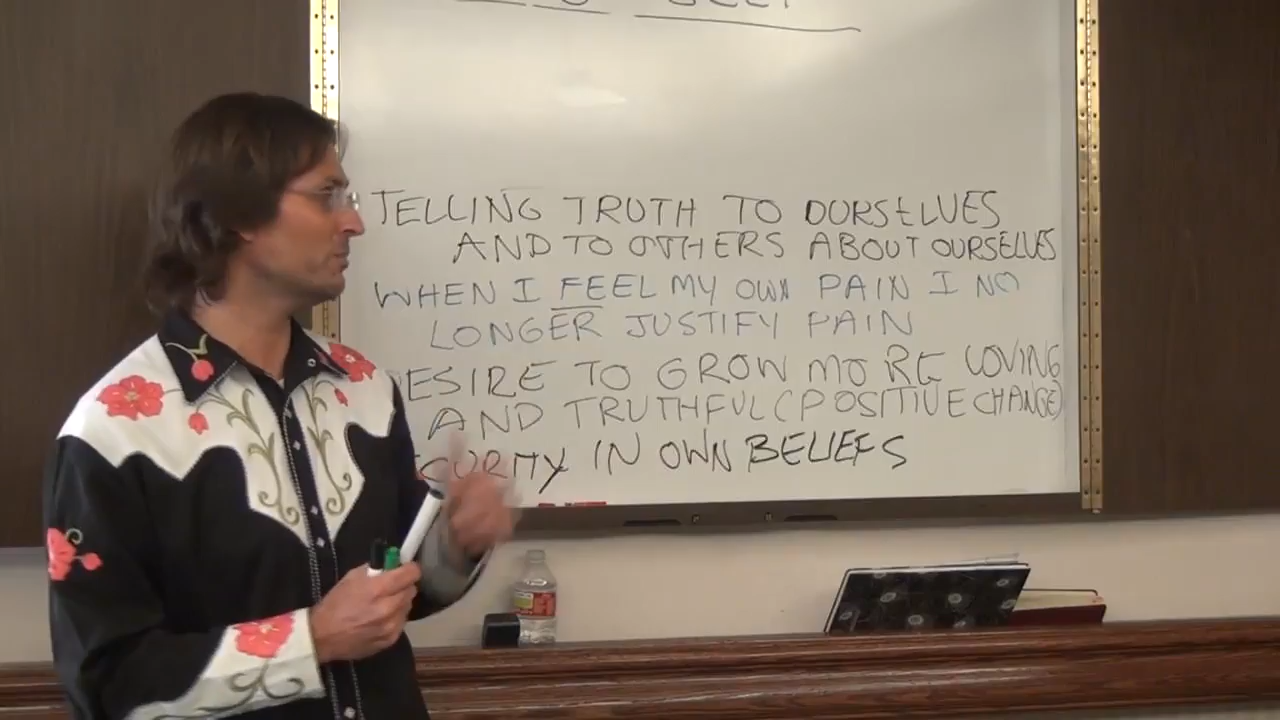 TELLING TRUTH TO OURSELVES
AND TO OTHERS ABOUT OURSELVES
WHEN I FEEL MY OWN PAIN I NO
LONGER JUSTIFY PAIN
ESIRE TO GROW MORE LOVING
AND TRUTHFUL (POSITIVE CHANGE)
CURITY IN OWN BELIEFS